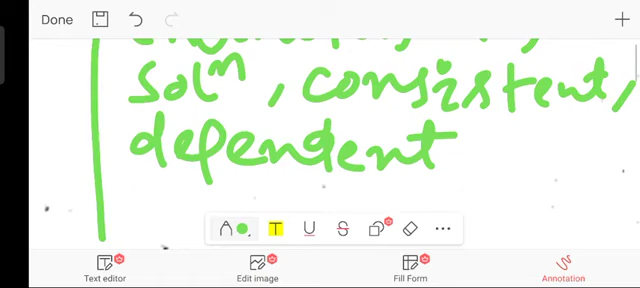 Done
solⁿ, consistent,
dependent
T
U
S
Text editor
Edit image
Fill Form
Annotation